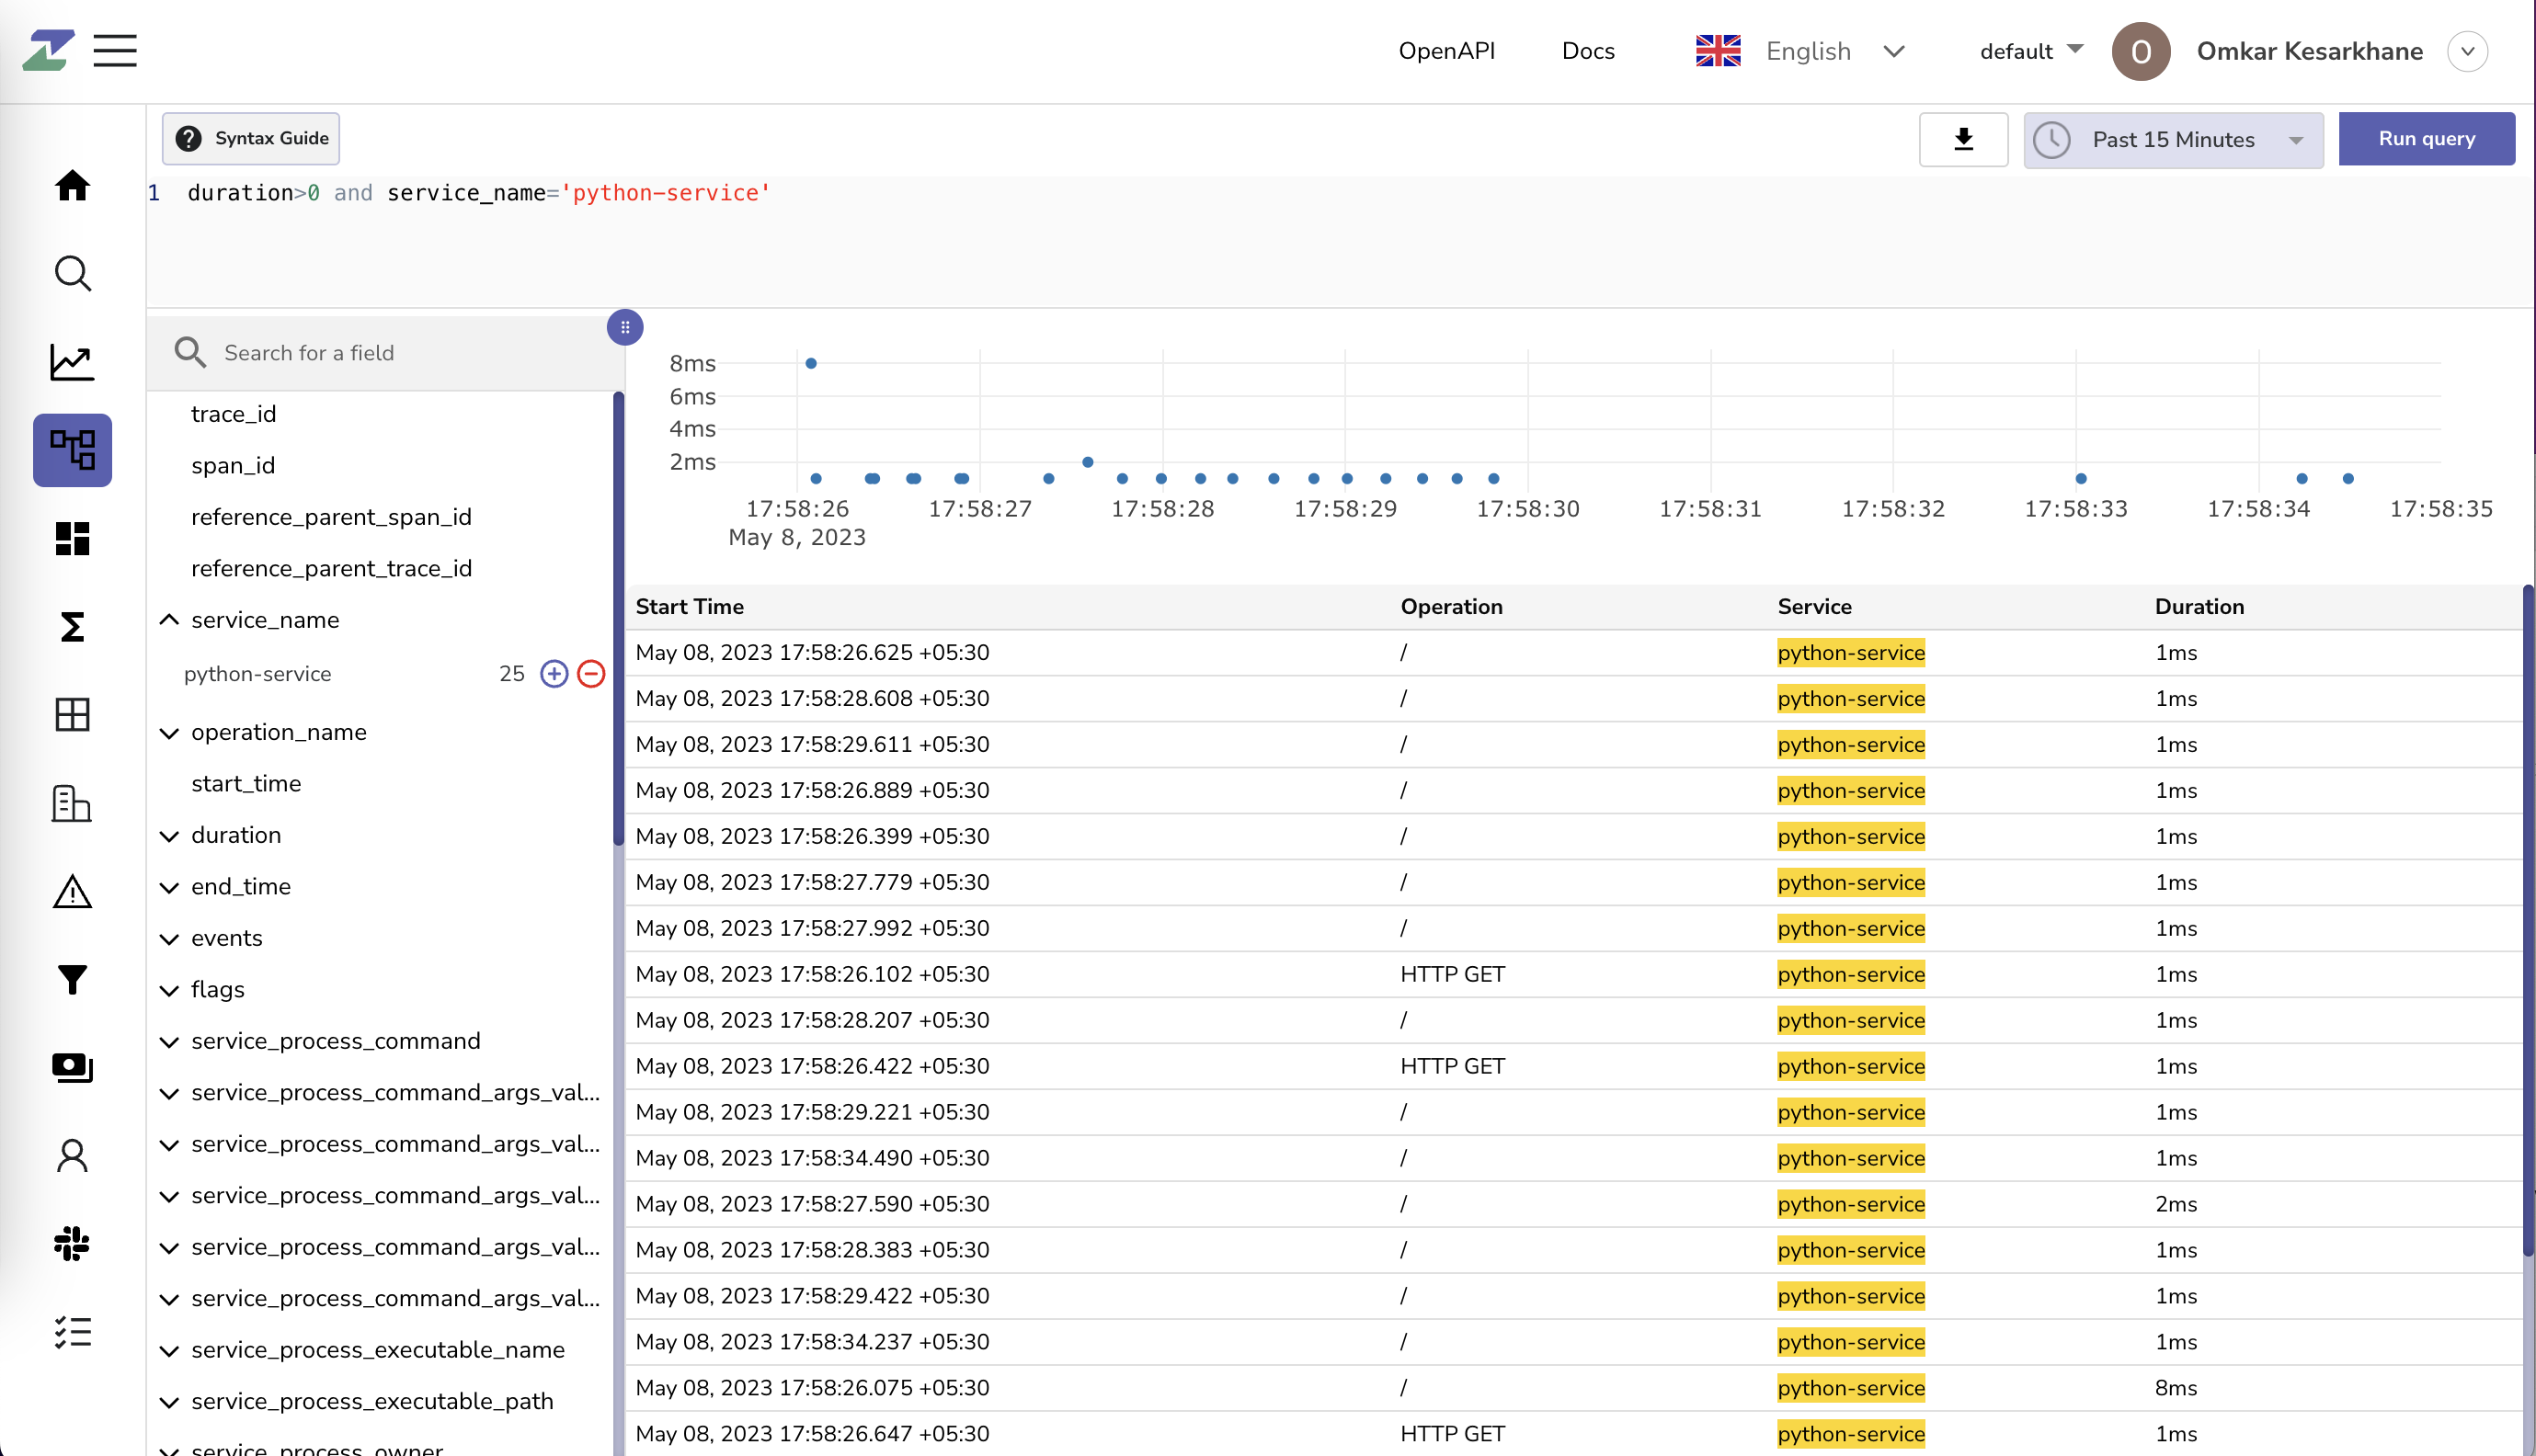 OpenAPI Docs English default O Omkar Kesarkhane
Syntax Guide Past 15 Minutes Run query
1 duration>0 and service_name='python-service'
Search for a field
trace_id
span_id
reference_parent_span_id
reference_parent_trace_id
service_name
python-service 25
operation_name
start_time
duration
end_time
events
flags
service_process_command
service_process_command_args_val...
service_process_command_args_val...
service_process_command_args_val...
service_process_command_args_val...
service_process_command_args_val...
service_process_executable_name
service_process_executable_path
service_process_owner
8ms
6ms
4ms
2ms
17:58:26 17:58:27 17:58:28 17:58:29 17:58:30 17:58:31 17:58:32 17:58:33 17:58:34 17:58:35
May 8, 2023
Start Time Operation Service Duration
May 08, 2023 17:58:26.625 +05:30 / python-service 1ms
May 08, 2023 17:58:28.608 +05:30 / python-service 1ms
May 08, 2023 17:58:29.611 +05:30 / python-service 1ms
May 08, 2023 17:58:26.889 +05:30 / python-service 1ms
May 08, 2023 17:58:26.399 +05:30 / python-service 1ms
May 08, 2023 17:58:27.779 +05:30 / python-service 1ms
May 08, 2023 17:58:27.992 +05:30 / python-service 1ms
May 08, 2023 17:58:26.102 +05:30 HTTP GET python-service 1ms
May 08, 2023 17:58:28.207 +05:30 / python-service 1ms
May 08, 2023 17:58:26.422 +05:30 HTTP GET python-service 1ms
May 08, 2023 17:58:29.221 +05:30 / python-service 1ms
May 08, 2023 17:58:34.490 +05:30 / python-service 1ms
May 08, 2023 17:58:27.590 +05:30 / python-service 2ms
May 08, 2023 17:58:28.383 +05:30 / python-service 1ms
May 08, 2023 17:58:29.422 +05:30 / python-service 1ms
May 08, 2023 17:58:34.237 +05:30 / python-service 1ms
May 08, 2023 17:58:26.075 +05:30 / python-service 8ms
May 08, 2023 17:58:26.647 +05:30 HTTP GET python-service 1ms